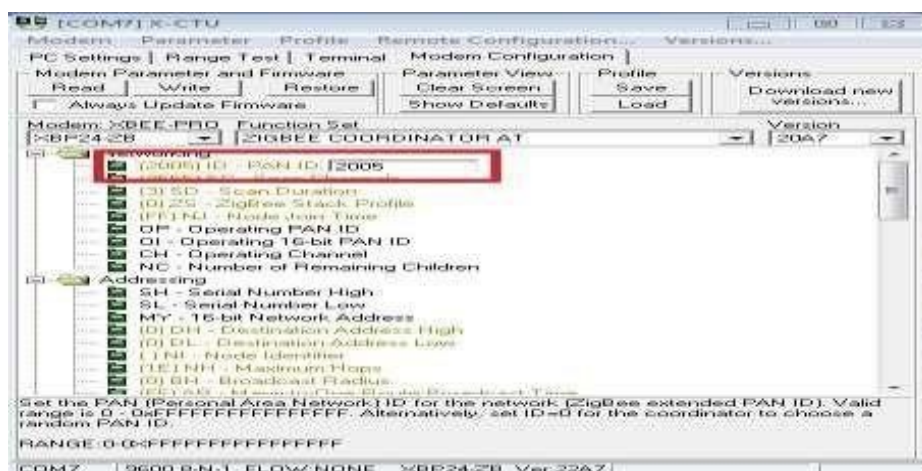 [COM7] X-CTU
Modem Parameter Profile Remote Configuration... Versions...
PC Settings | Range Test | Terminal Modem Configuration |
Modem Parameter and Firmware Parameter View Profile Versions
Read Write Restore Clear Screen Save Download new versions...
Always Update Firmware Show Defaults Load
Modem: XBEE-PRO Function Set Version
XBP24-ZB ZIGBEE COORDINATOR AT 20A7
Networking
(2005) ID - PAN ID 2005
(3) SD - Scan Duration
(0) ZS - ZigBee Stack Profile
(FF) NJ - Node Join Time
OP - Operating PAN ID
OI - Operating 16-bit PAN ID
CH - Operating Channel
NC - Number of Remaining Children
Addressing
SH - Serial Number High
SL - Serial Number Low
MY - 16-bit Network Address
(0) DH - Destination Address High
(0) DL - Destination Address Low
( ) NI - Node Identifier
(1E) NH - Maximum Hops
(0) BH - Broadcast Radius
Set the PAN (Personal Area Network) ID for the network (ZigBee extended PAN ID). Valid
range is 0 - 0xFFFFFFFFFFFFFFFF. Alternatively, set ID=0 for the coordinator to choose a
random PAN ID.
RANGE:0-0XFFFFFFFFFFFFFFFF
COM7 9600 8-N-1 FLOW:NONE XBP24-ZB Ver:22A7